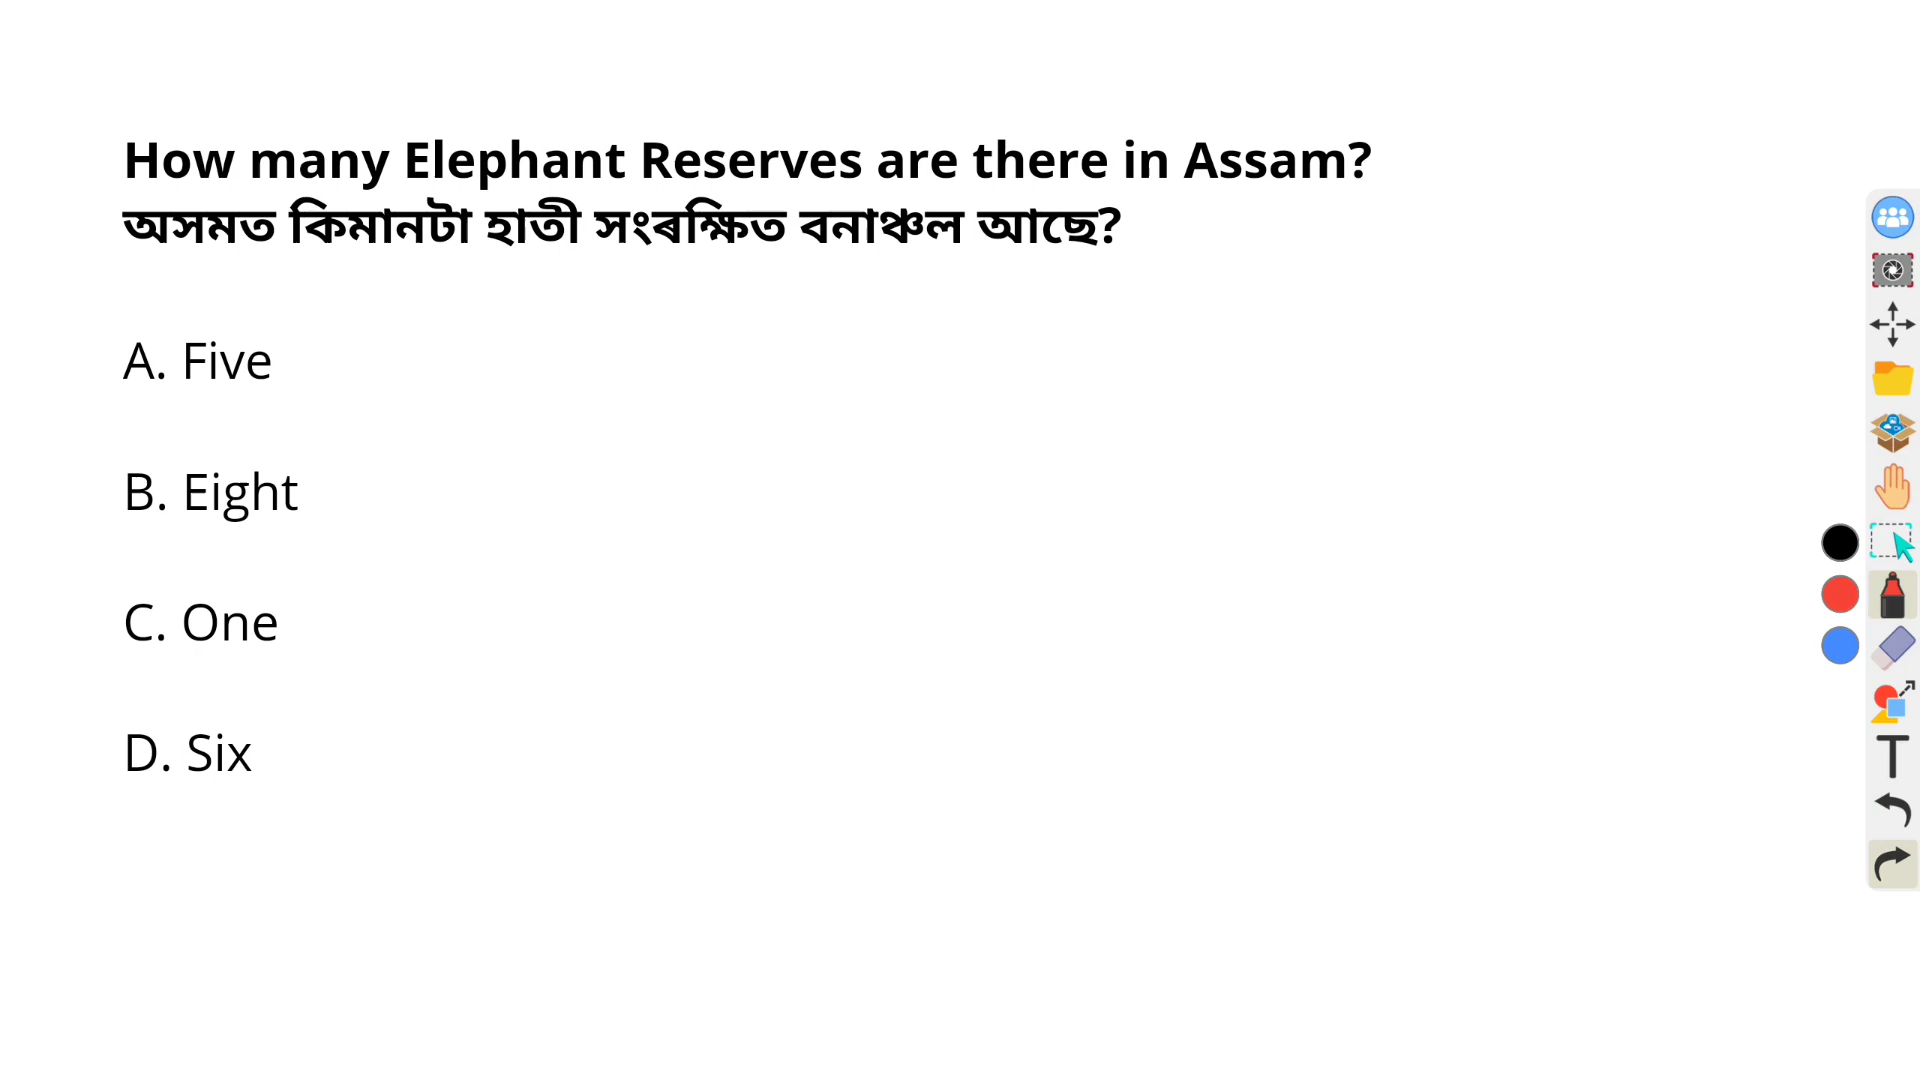 How many Elephant Reserves are there in Assam?
অসমত কিমানটা হাতী সংৰক্ষিত বনাঞ্চল আছে?
A. Five
B. Eight
C. One
D. Six